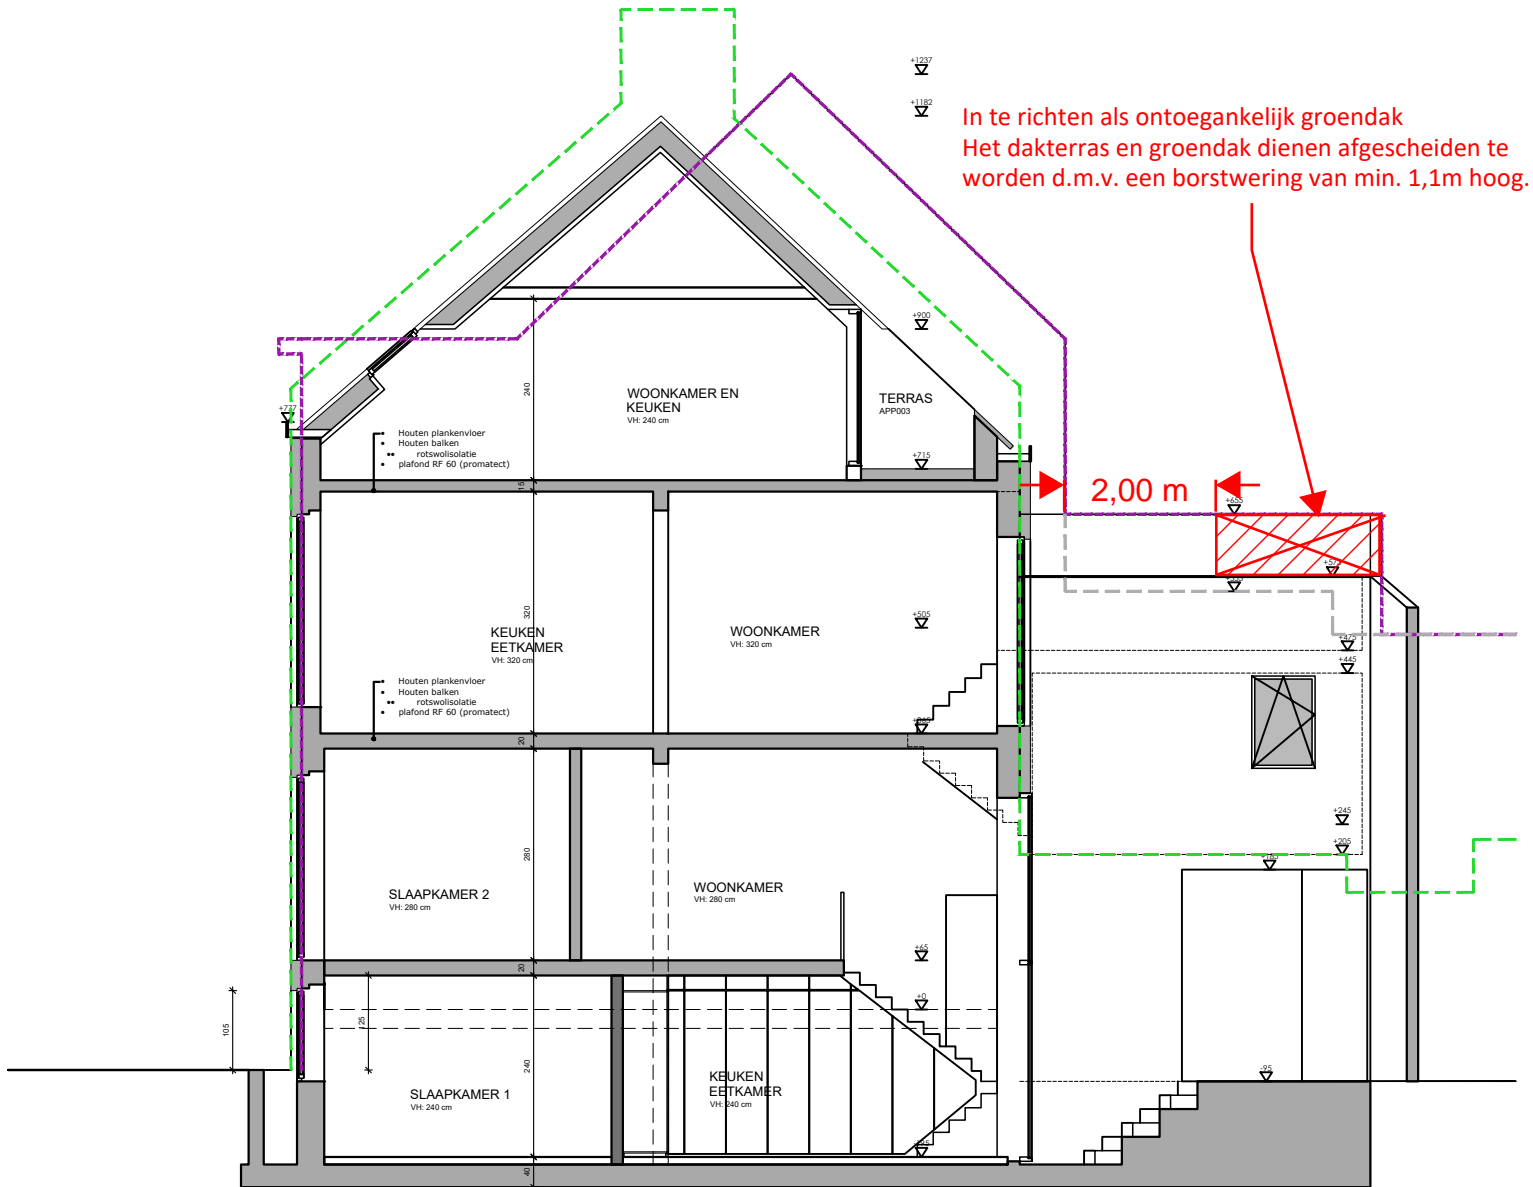 +1237
+1182
In te richten als ontoegankelijk groendak
Het dakterras en groendak dienen afgescheiden te
worden d.m.v. een borstwering van min. 1,1m hoog.
+900
240
WOONKAMER EN
KEUKEN
VH: 240 cm
TERRAS
APP003
+777
• Houten plankenvloer
• Houten balken
•• rotswolisolatie
• plafond RF 60 (promatect)
+715
15
2,00 m
+655
+505
320
KEUKEN
EETKAMER
VH: 320 cm
WOONKAMER
VH: 320 cm
+475
+445
• Houten plankenvloer
• Houten balken
•• rotswolisolatie
• plafond RF 60 (promatect)
20
+245
+205
280
SLAAPKAMER 2
VH: 280 cm
WOONKAMER
VH: 280 cm
+185
+65
20
+0
105
125
240
KEUKEN
EETKAMER
VH: 240 cm
SLAAPKAMER 1
VH: 240 cm
-95
40